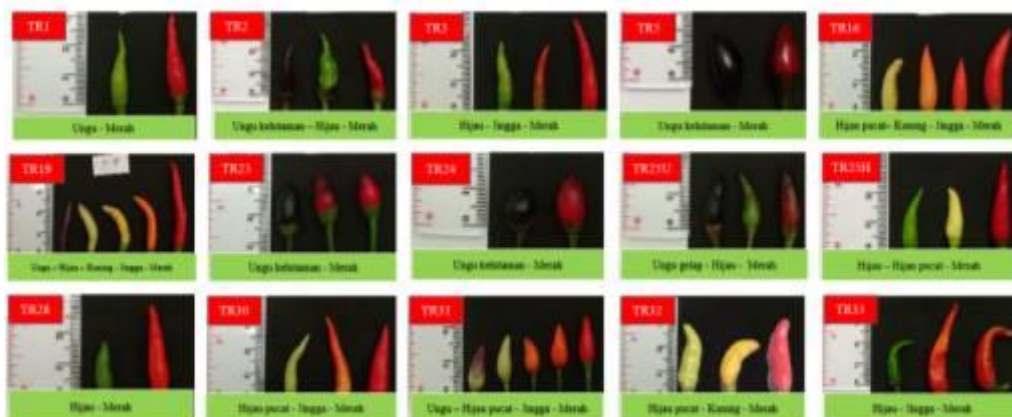 TR1
Ungu - Merah
TR2
Ungu kehitaman – Hijau - Merah
TR3
Hijau - Jingga - Merah
TR5
Ungu kehitaman - Merah
TR16
Hijau pucat- Kuning - Jingga - Merah
TR19
Ungu – Hijau – Kuning - Jingga - Merah
TR23
Ungu kehitaman - Merah
TR24
Ungu kehitaman - Merah
TR25U
Ungu gelap - Hijau - Merah
TR25H
Hijau – Hijau pucat - Merah
TR28
Hijau - Merah
TR30
Hijau pucat - Jingga - Merah
TR31
Ungu – Hijau pucat - Jingga - Merah
TR32
Hijau pucat - Kuning - Merah
TR33
Hijau - Jingga - Merah